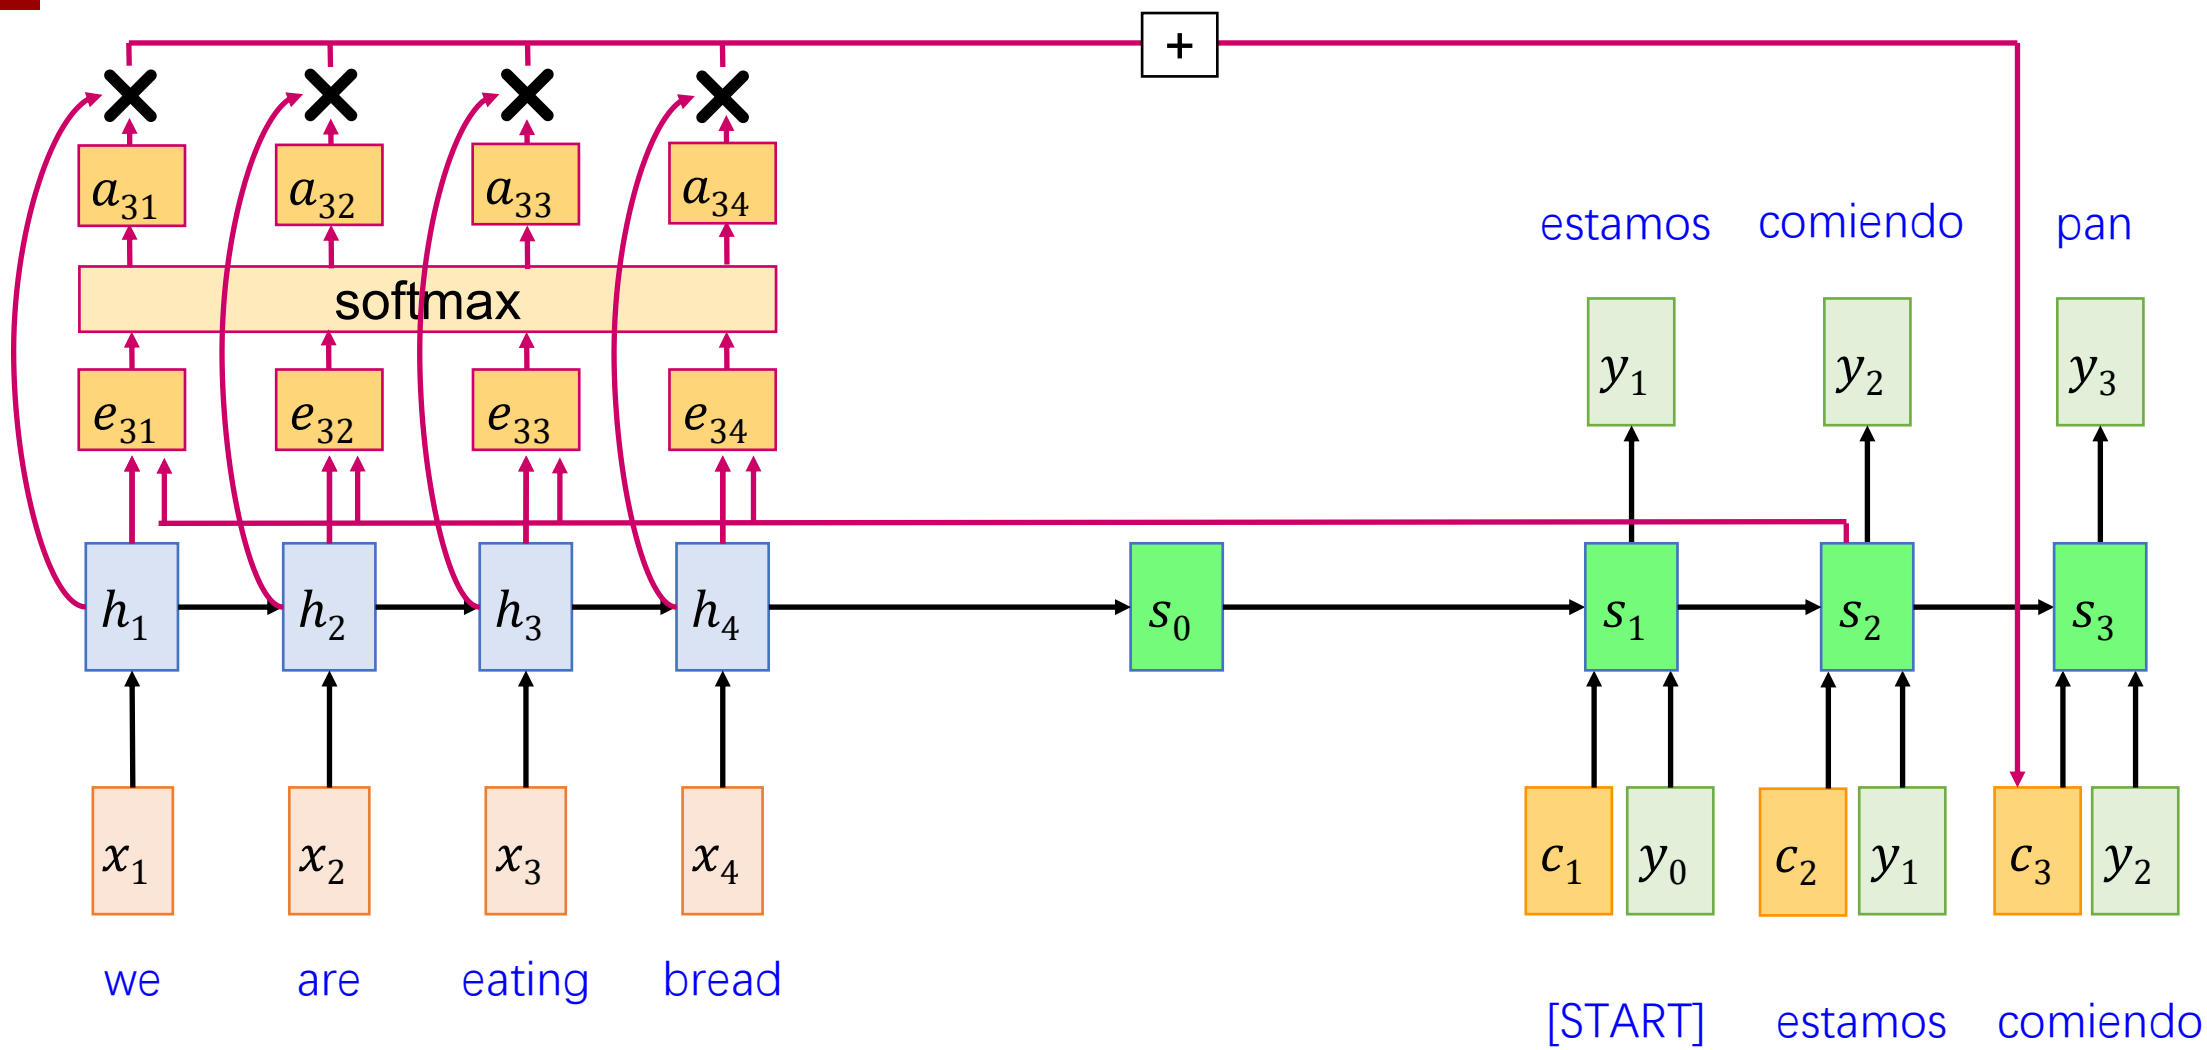 +
a₃₁ a₃₂ a₃₃ a₃₄
estamos comiendo pan
softmax
y₁ y₂ y₃
e₃₁ e₃₂ e₃₃ e₃₄
h₁ h₂ h₃ h₄ s₀ s₁ s₂ s₃
x₁ x₂ x₃ x₄ c₁ y₀ c₂ y₁ c₃ y₂
we are eating bread
[START] estamos comiendo